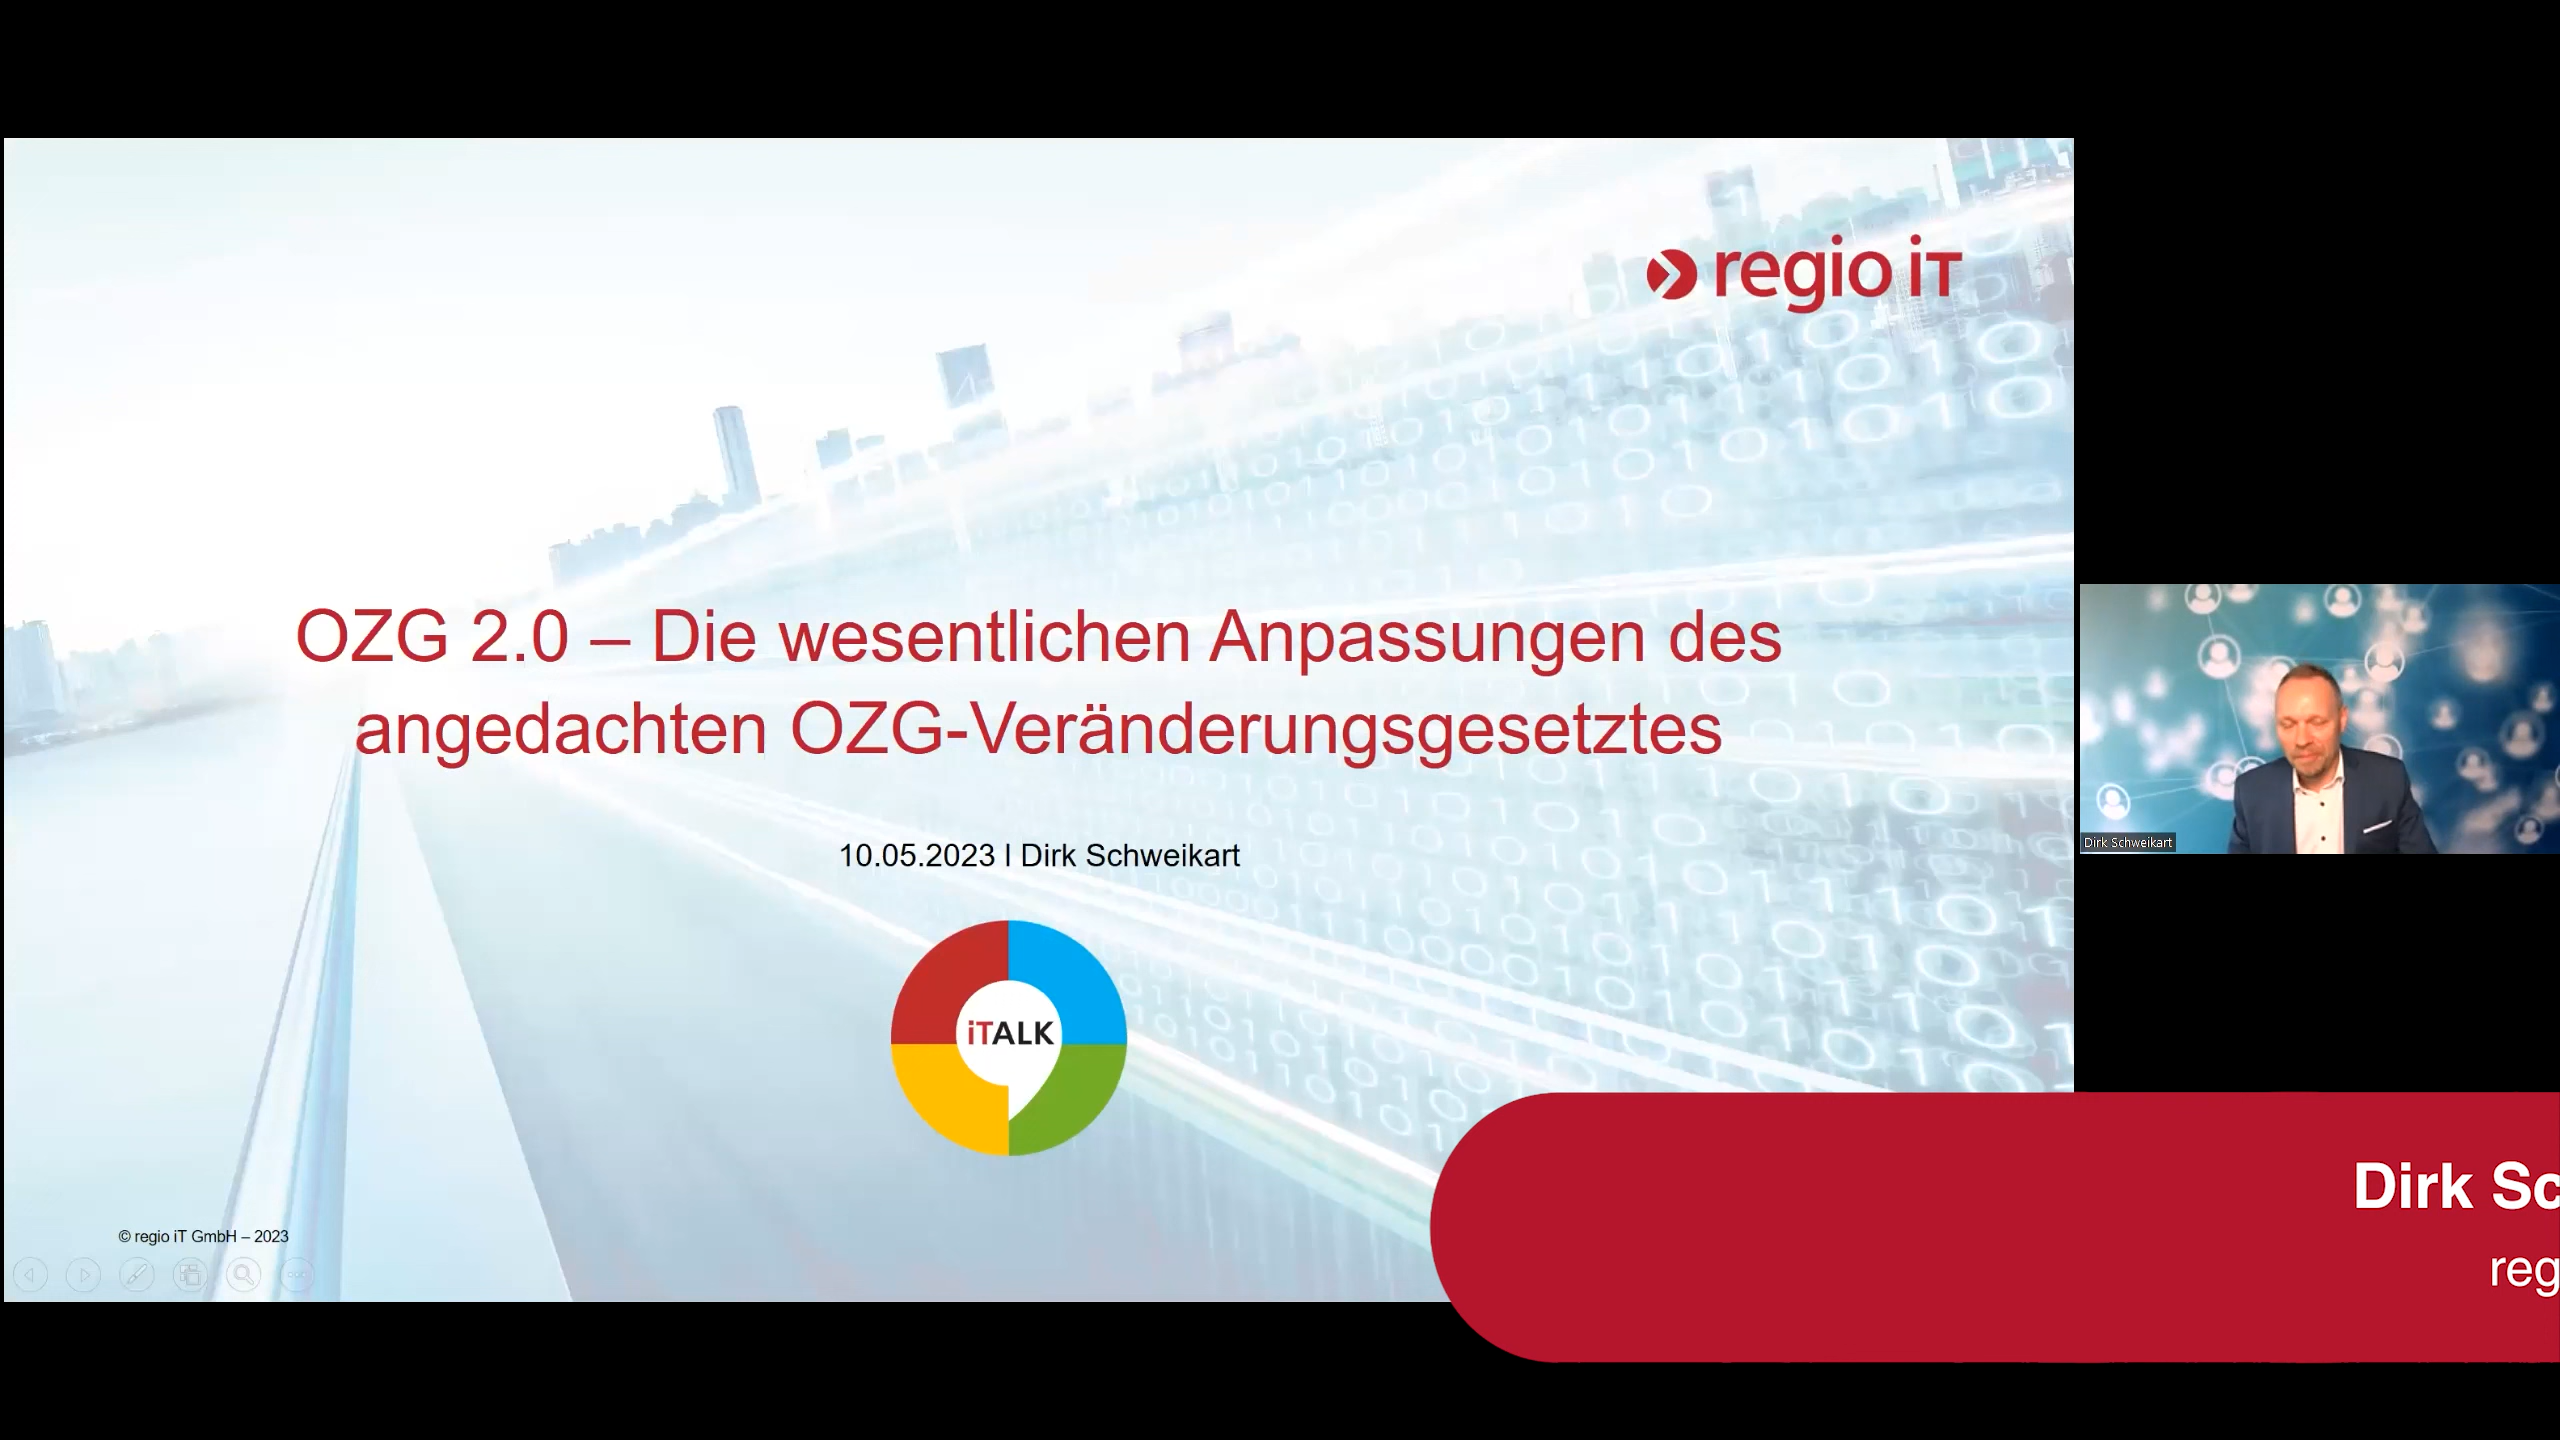 regio iT
OZG 2.0 – Die wesentlichen Anpassungen des
angedachten OZG-Veränderungsgesetztes
10.05.2023 I Dirk Schweikart
iTALK
© regio iT GmbH – 2023
Dirk Schweikart
Dirk Sc
reg